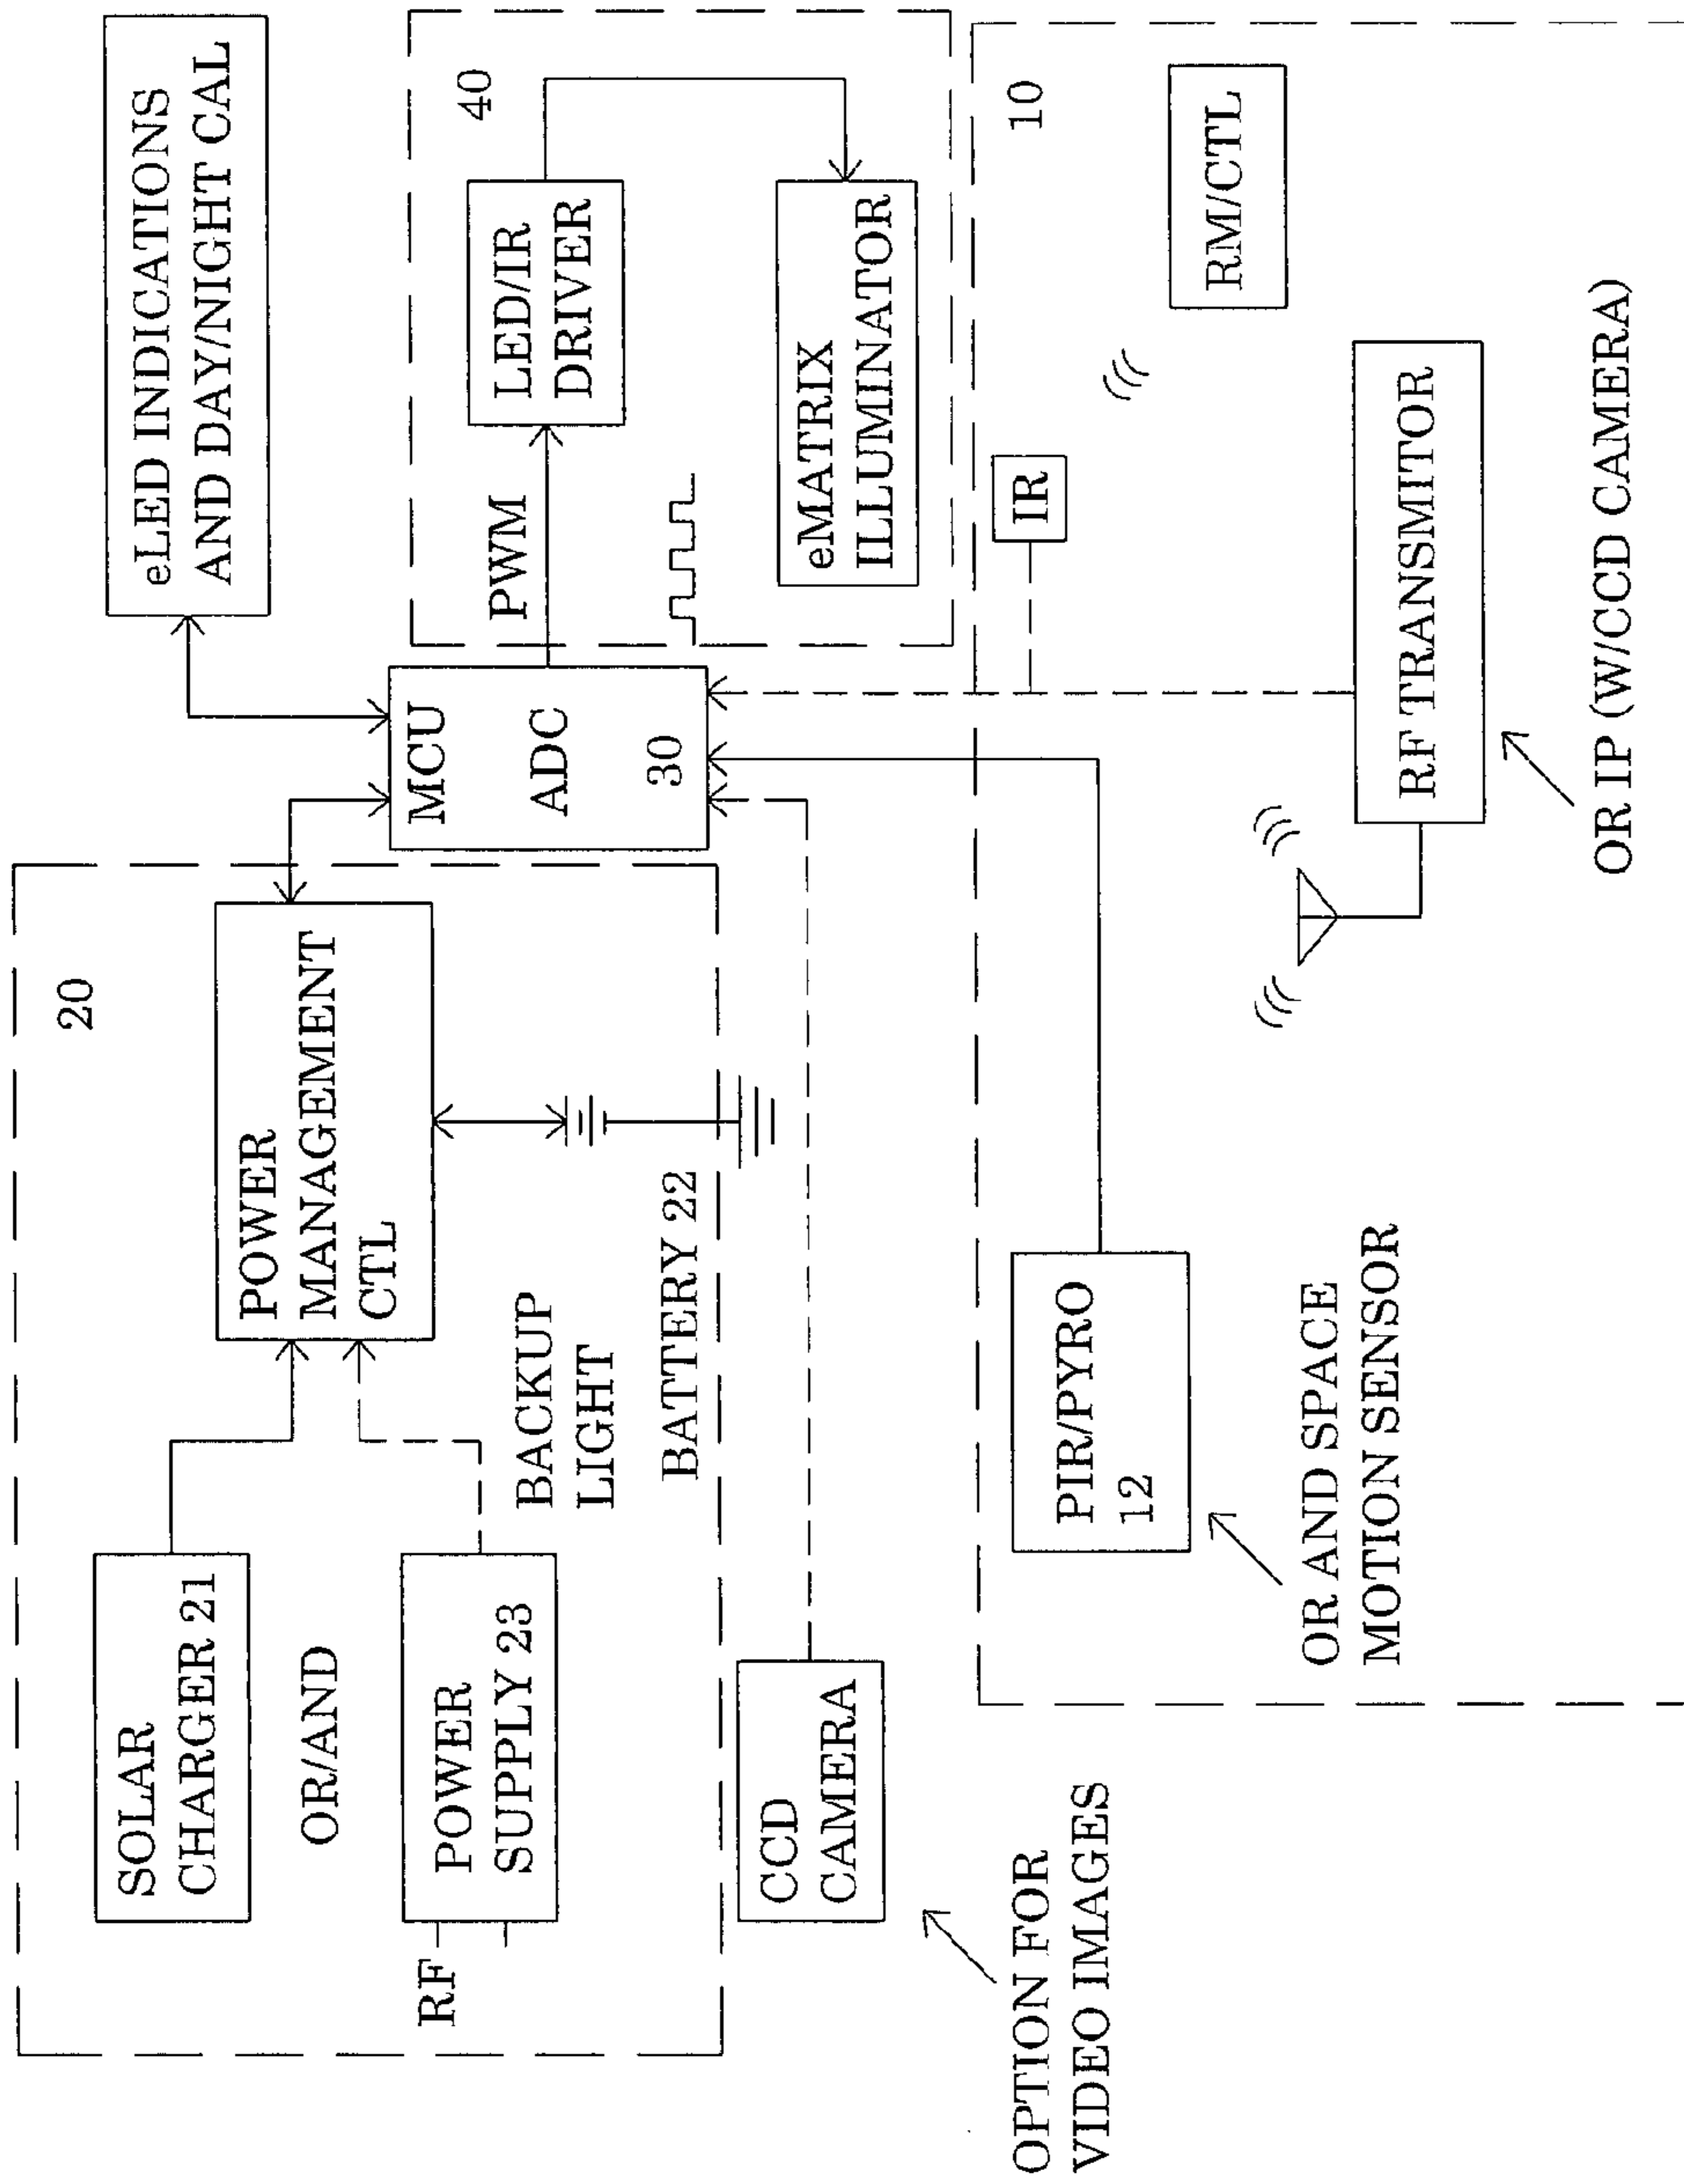 20
SOLAR
CHARGER 21
OR/AND
POWER
SUPPLY 23
RF
POWER
MANAGEMENT
CTL
BACKUP
LIGHT
BATTERY 22
eLED INDICATIONS
AND DAY/NIGHT CAL
MCU
ADC
30
40
PWM
LED/IR
DRIVER
eMATRIX
ILLUMINATOR
CCD
CAMERA
OPTION FOR
VIDEO IMAGES
10
PIR/PYRO
12
OR AND SPACE
MOTION SENSOR
IR
RM/CTL
RF TRANSMITOR
OR IP (W/CCD CAMERA)